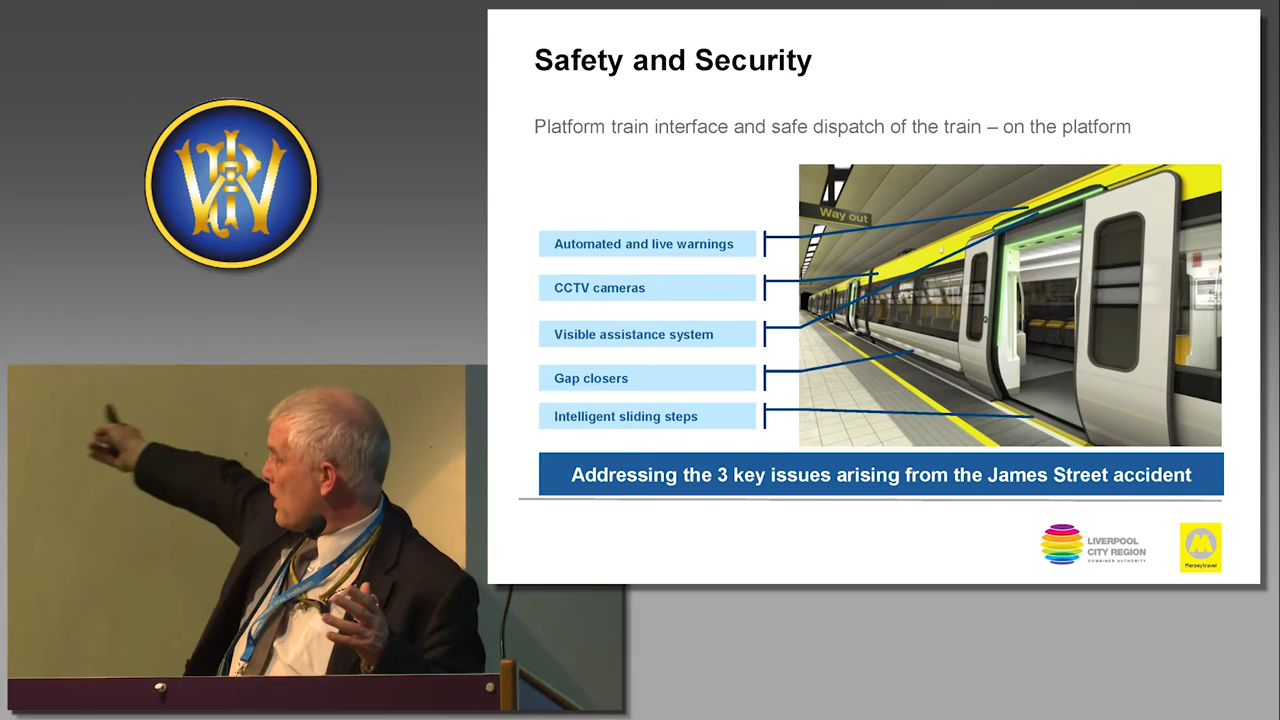 Safety and Security
Platform train interface and safe dispatch of the train – on the platform
Way out
Automated and live warnings
CCTV cameras
Visible assistance system
Gap closers
Intelligent sliding steps
Addressing the 3 key issues arising from the James Street accident
LIVERPOOL
CITY REGION
COMBINED AUTHORITY
Merseytravel